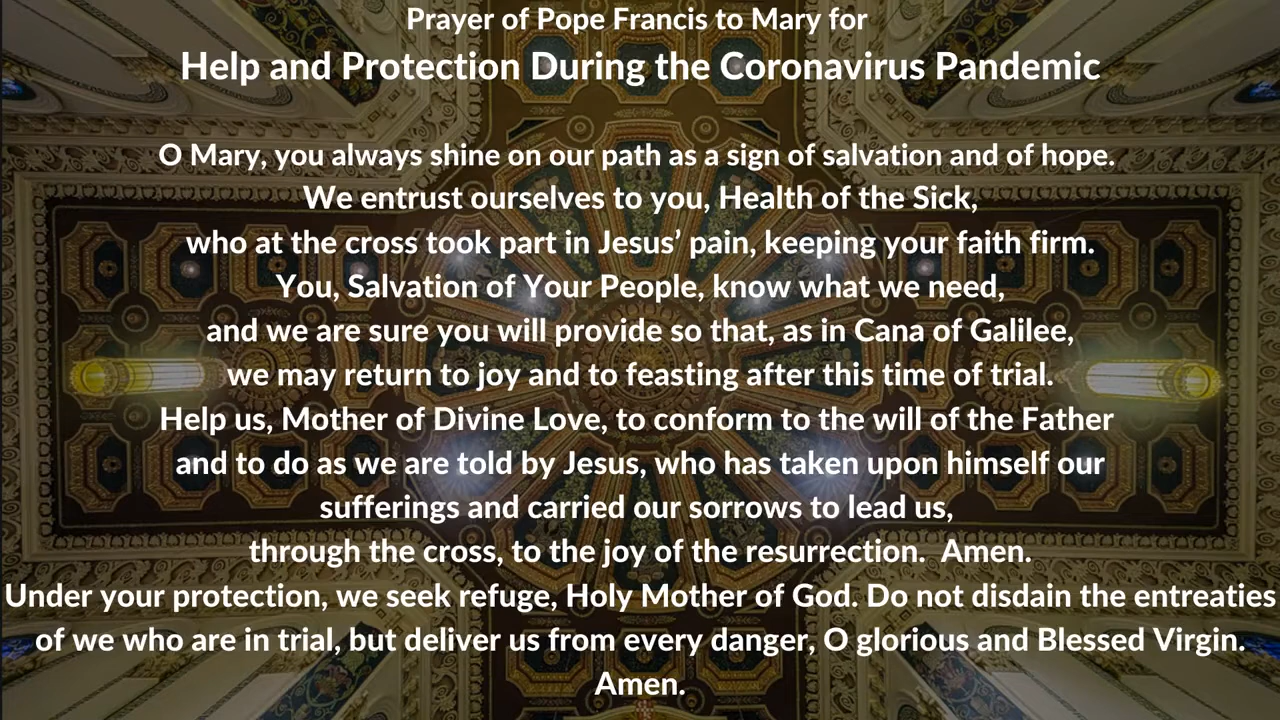 Prayer of Pope Francis to Mary for
Help and Protection During the Coronavirus Pandemic
O Mary, you always shine on our path as a sign of salvation and of hope.
We entrust ourselves to you, Health of the Sick,
who at the cross took part in Jesus’ pain, keeping your faith firm.
You, Salvation of Your People, know what we need,
and we are sure you will provide so that, as in Cana of Galilee,
we may return to joy and to feasting after this time of trial.
Help us, Mother of Divine Love, to conform to the will of the Father
and to do as we are told by Jesus, who has taken upon himself our
sufferings and carried our sorrows to lead us,
through the cross, to the joy of the resurrection.  Amen.
Under your protection, we seek refuge, Holy Mother of God. Do not disdain the entreaties
of we who are in trial, but deliver us from every danger, O glorious and Blessed Virgin.
Amen.